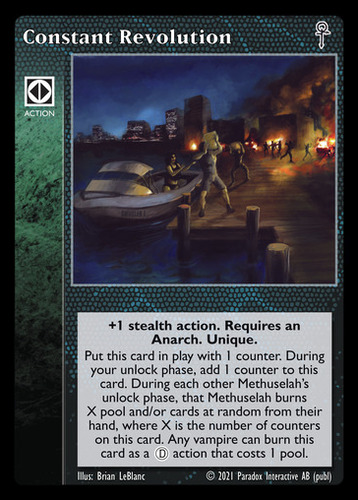 Constant Revolution
ACTION
+1 stealth action. Requires an
Anarch. Unique.
Put this card in play with 1 counter. During
your unlock phase, add 1 counter to this
card. During each other Methuselah's
unlock phase, that Methuselah burns
X pool and/or cards at random from their
hand, where X is the number of counters
on this card. Any vampire can burn this
card as a Ⓓ action that costs 1 pool.
Illus: Brian LeBlanc © 2021 Paradox Interactive AB (publ)